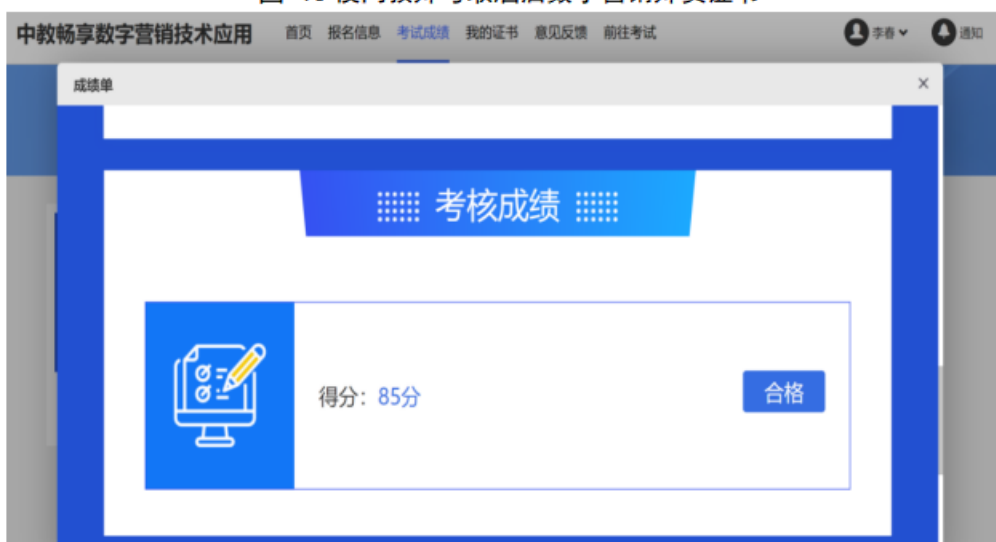 中教畅享数字营销技术应用 首页 报名信息 考试成绩 我的证书 意见反馈 前往考试 李春 通知
成绩单
考核成绩
得分：85分
合格